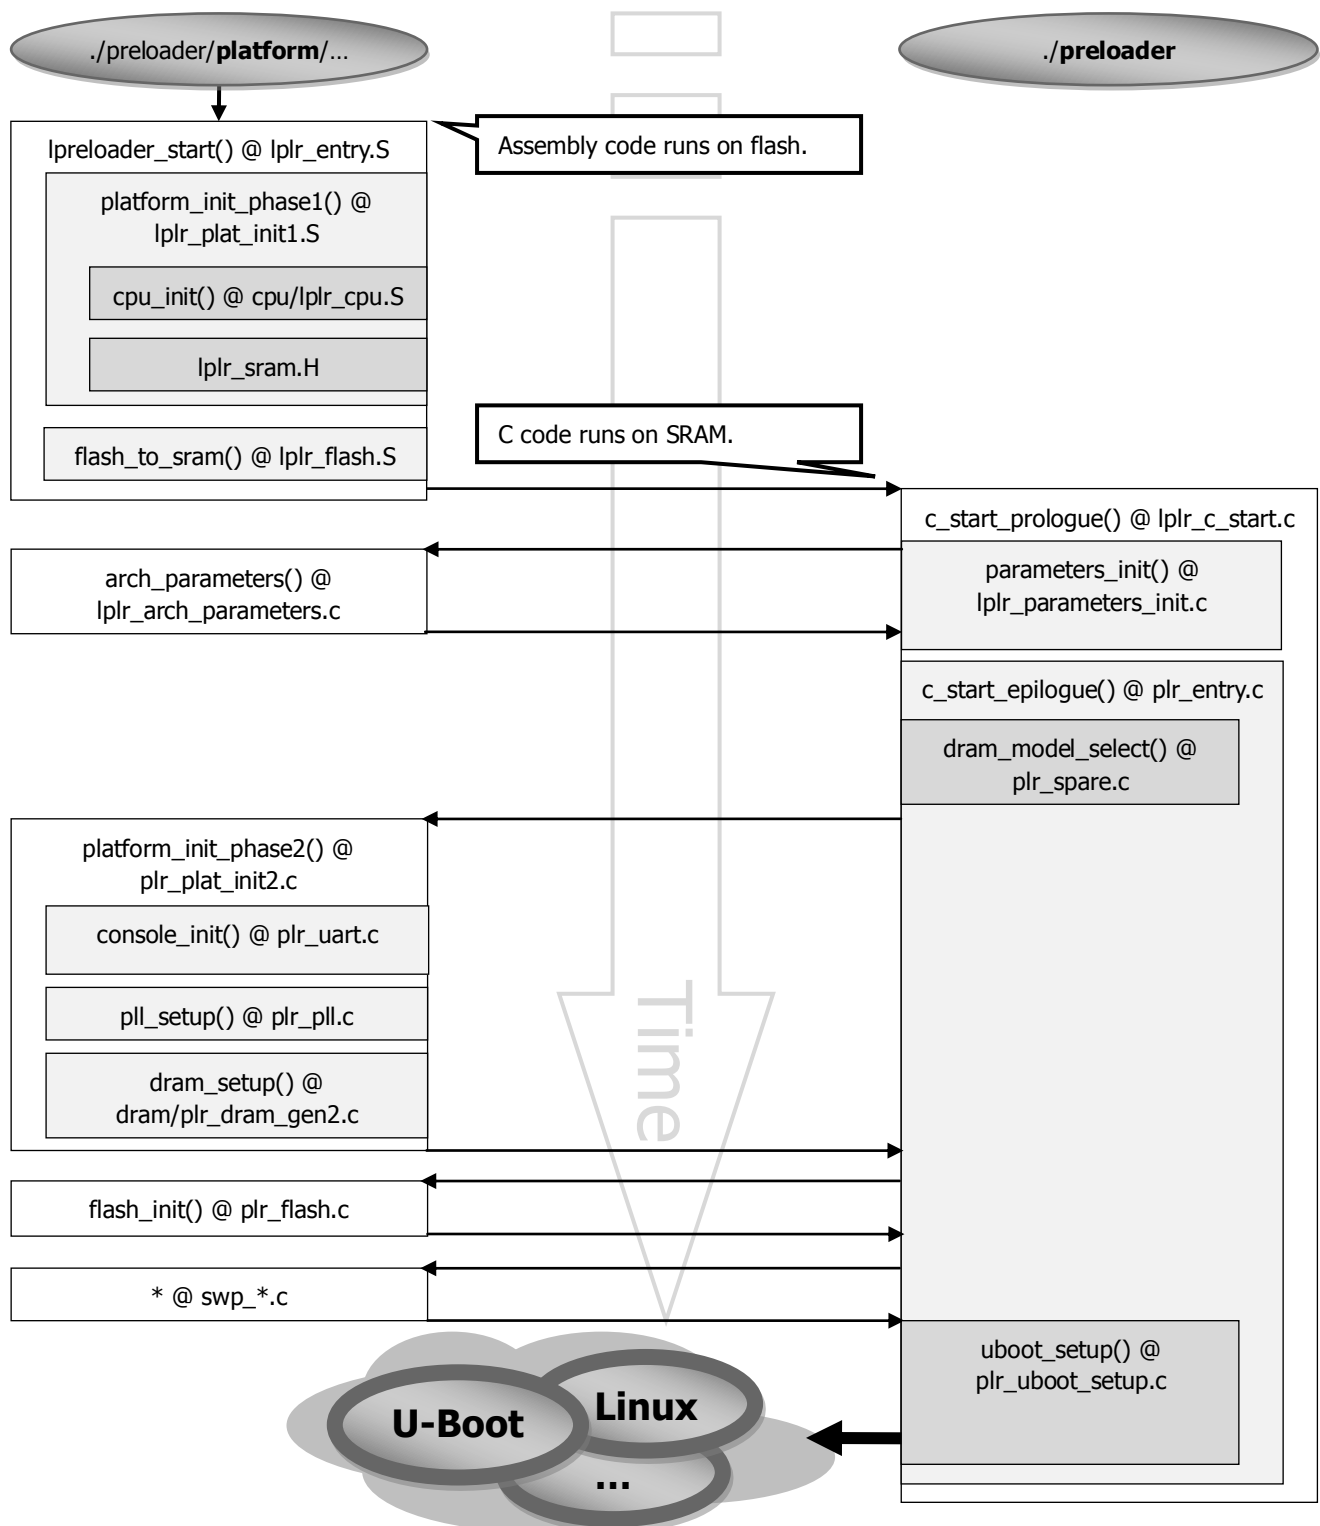 ./preloader/platform/…
./preloader
lpreloader_start() @ lplr_entry.S
Assembly code runs on flash.
platform_init_phase1() @
lplr_plat_init1.S
cpu_init() @ cpu/lplr_cpu.S
lplr_sram.H
C code runs on SRAM.
flash_to_sram() @ lplr_flash.S
c_start_prologue() @ lplr_c_start.c
arch_parameters() @
lplr_arch_parameters.c
parameters_init() @
lplr_parameters_init.c
c_start_epilogue() @ plr_entry.c
dram_model_select() @
plr_spare.c
platform_init_phase2() @
plr_plat_init2.c
console_init() @ plr_uart.c
pll_setup() @ plr_pll.c
dram_setup() @
dram/plr_dram_gen2.c
Time
flash_init() @ plr_flash.c
* @ swp_*.c
uboot_setup() @
plr_uboot_setup.c
U-Boot
Linux
...